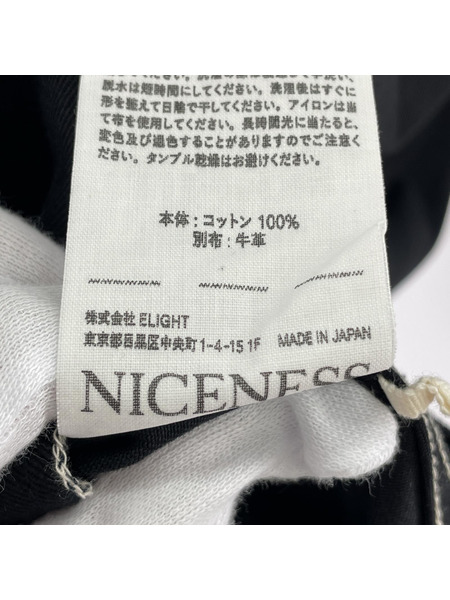 脱水は短時間にしてください。洗濯後はすぐに
形を整えて日陰で干してください。アイロンは当
て布を使用してください。長時間光に当たると、
変色及び退色することがありますのでご注意くだ
さい。タンブル乾燥はお避けください。
本体：コットン 100%
別布：牛革
株式会社 ELIGHT
東京都目黒区中央町1-4-15 1F
MADE IN JAPAN
NICENESS